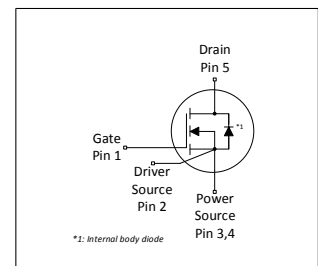 Drain
Pin 5
*1
Gate
Pin 1
Driver
Source
Pin 2
Power
Source
Pin 3,4
*1: Internal body diode